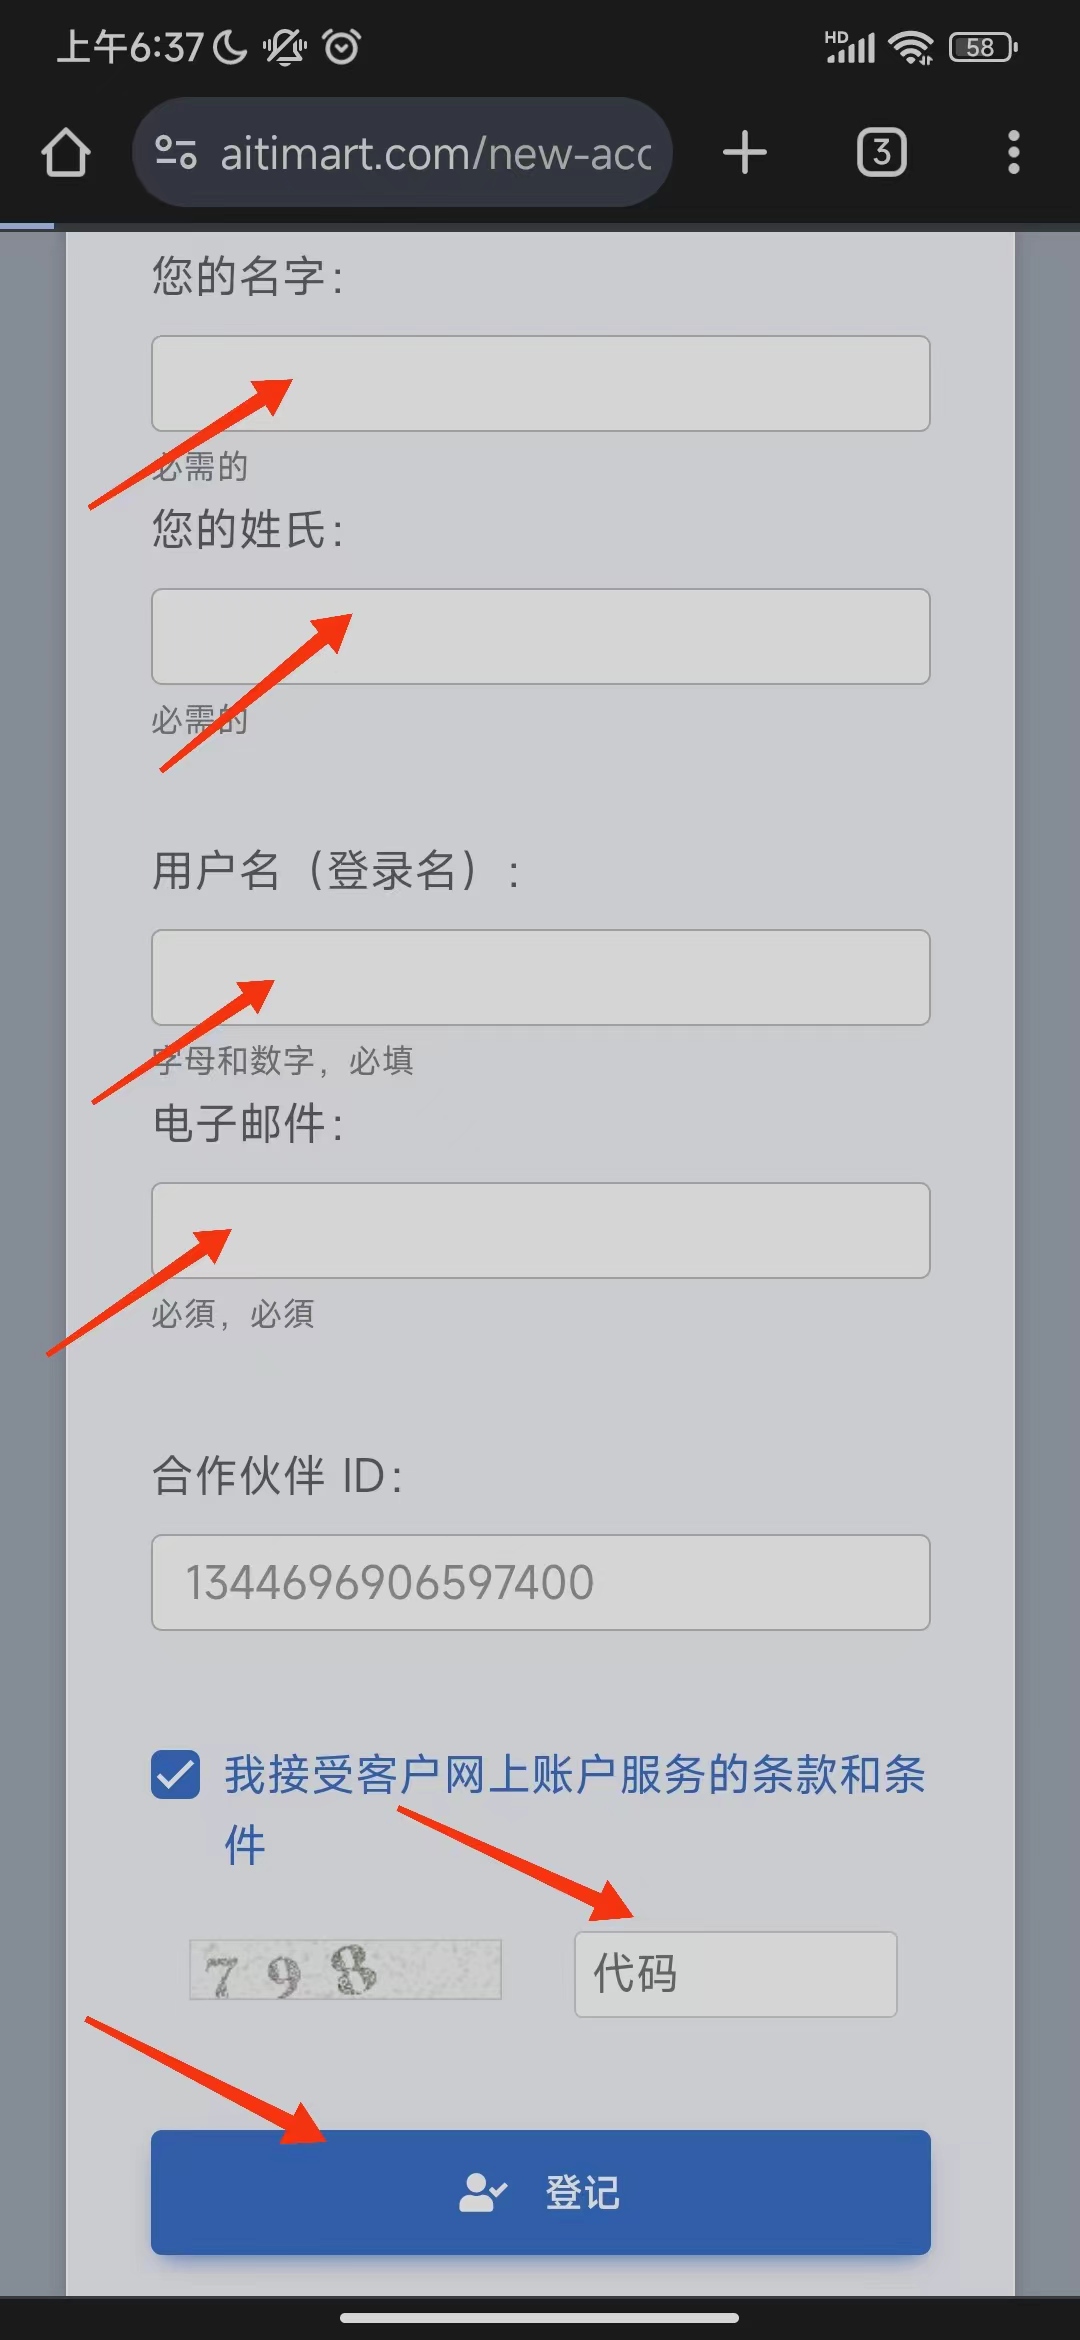 上午6:37
HD
58
aitimart.com/new-acc
3
您的名字：
必需的
您的姓氏：
必需的
用户名（登录名）：
字母和数字，必填
电子邮件：
必須，必須
合作伙伴 ID：
1344696906597400
我接受客户网上账户服务的条款和条
件
798
代码
登记